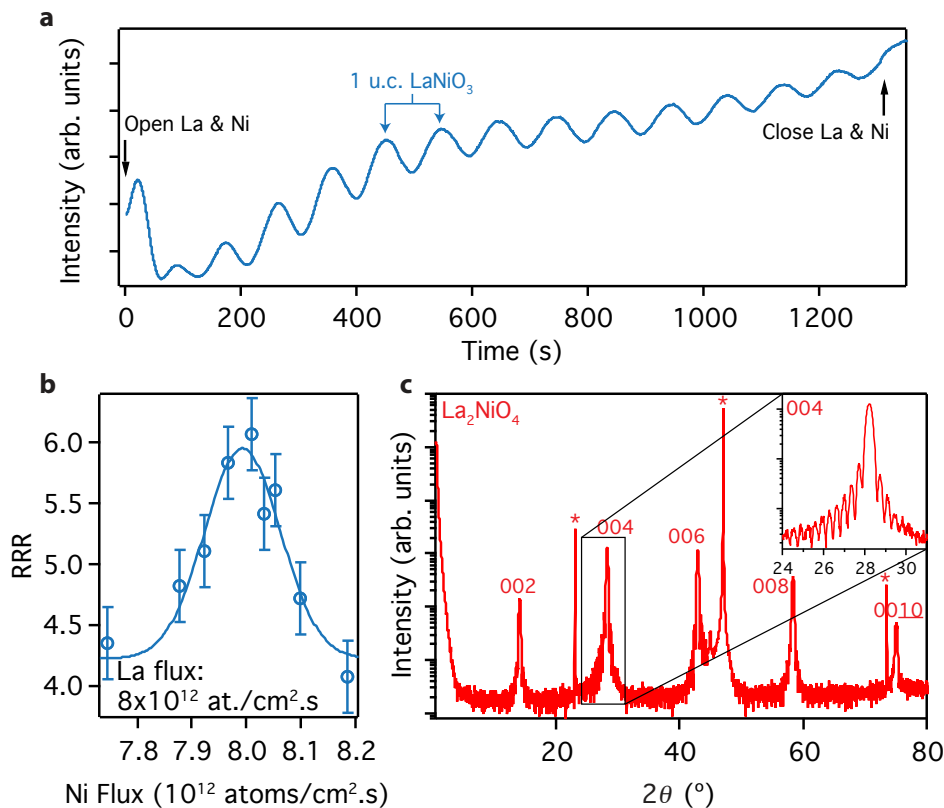 a
Intensity (arb. units)
1 u.c. LaNiO₃
Open La & Ni
Close La & Ni
0 200 400 600 800 1000 1200
Time (s)
b
RRR
6.0
5.5
5.0
4.5
4.0
La flux:
8x10¹² at./cm².s
7.8 7.9 8.0 8.1 8.2
Ni Flux (10¹² atoms/cm².s)
c
Intensity (arb. units)
La₂NiO₄
*
*
004
002
006
008
*
0010
004
24 26 28 30
20 40 60 80
2θ (°)